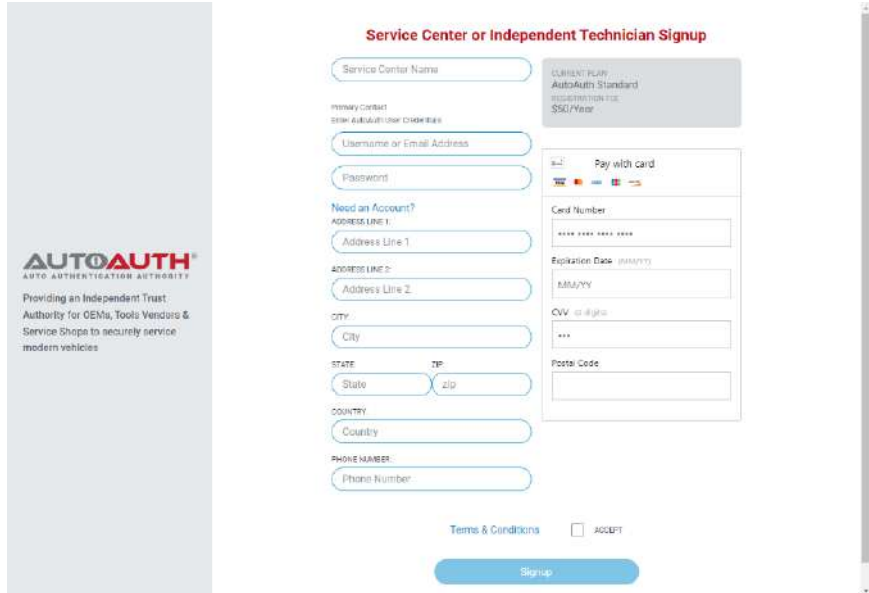 Service Center or Independent Technician Signup
Service Center Name
Primary Contact
Enter AutoAuth User Credentials
Username or Email Address
Password
Need an Account?
ADDRESS LINE 1:
Address Line 1
ADDRESS LINE 2:
Address Line 2
CITY:
City
STATE: ZIP:
State zip
COUNTRY:
Country
PHONE NUMBER:
Phone Number
CURRENT PLAN
AutoAuth Standard
REGISTRATION FEE
$50/Year
Pay with card
Card Number
•••• •••• •••• ••••
Expiration Date (MM/YY)
MM/YY
CVV (3 digits)
•••
Postal Code
AUTOAUTH®
AUTO AUTHENTICATION AUTHORITY
Providing an Independent Trust
Authority for OEMs, Tools Vendors &
Service Shops to securely service
modern vehicles
Terms & Conditions ACCEPT
Signup